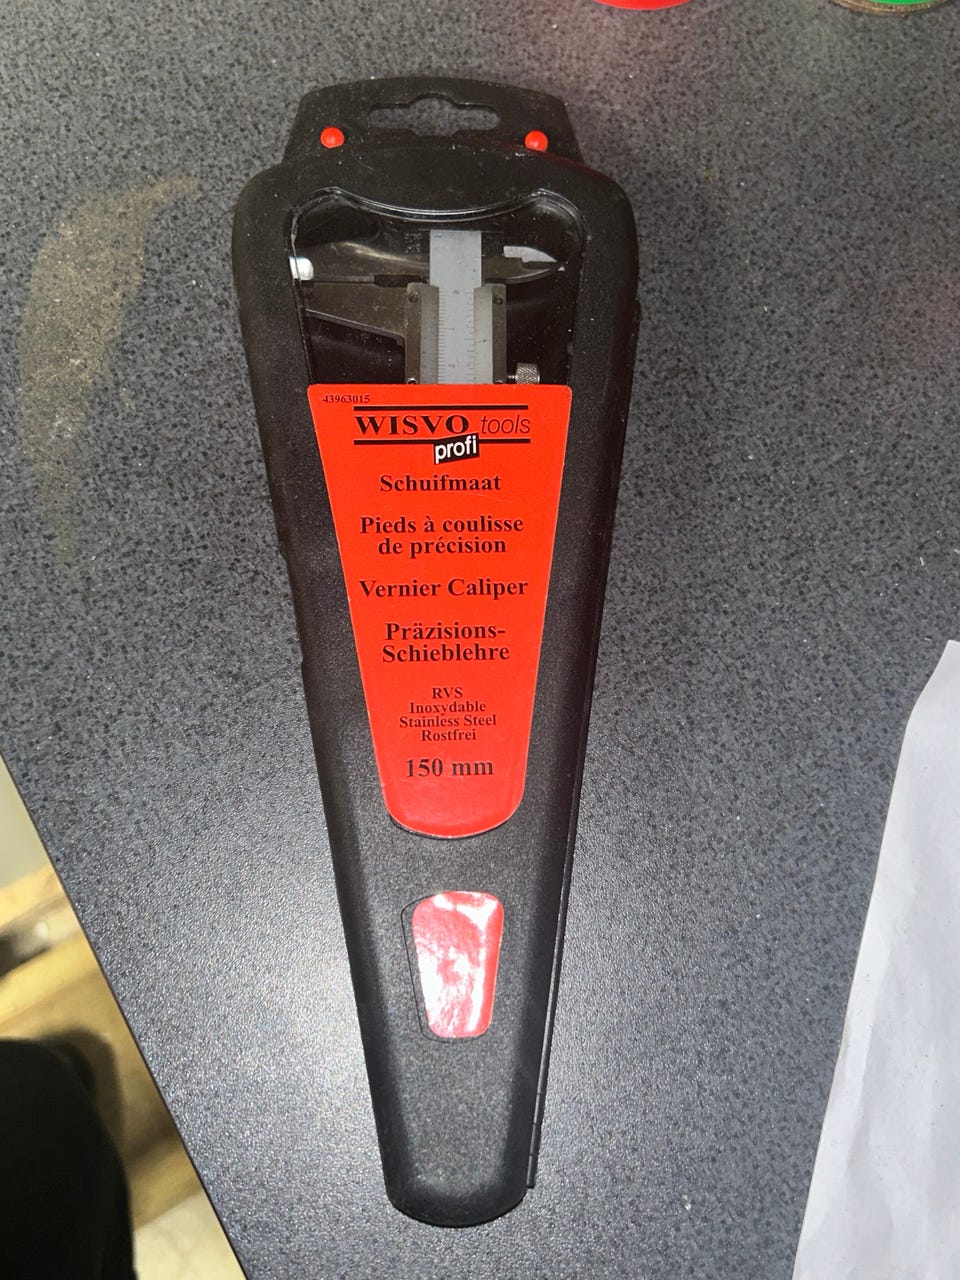 43963015
WISVO tools
profi
Schuifmaat
Pieds à coulisse
de précision
Vernier Caliper
Präzisions-
Schieblehre
RVS
Inoxydable
Stainless Steel
Rostfrei
150 mm